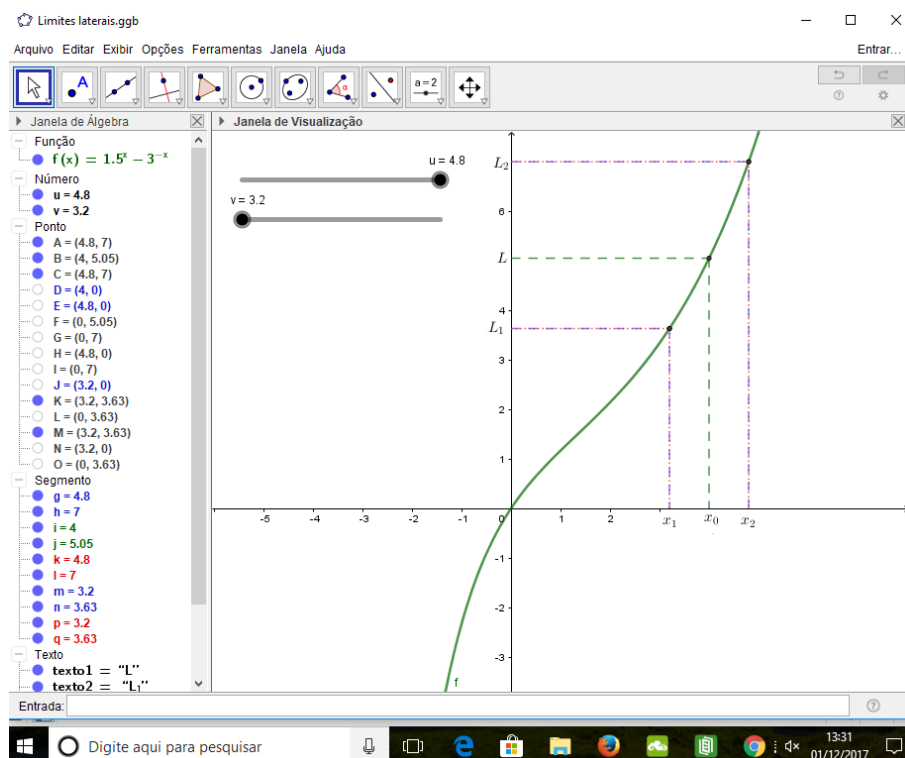 Limites laterais.ggb
Arquivo Editar Exibir Opções Ferramentas Janela Ajuda Entrar...
A α a=2
Janela de Álgebra
Função
f(x) = 1.5ˣ − 3⁻ˣ
Número
u = 4.8
v = 3.2
Ponto
A = (4.8, 7)
B = (4, 5.05)
C = (4.8, 7)
D = (4, 0)
E = (4.8, 0)
F = (0, 5.05)
G = (0, 7)
H = (4.8, 0)
I = (0, 7)
J = (3.2, 0)
K = (3.2, 3.63)
L = (0, 3.63)
M = (3.2, 3.63)
N = (3.2, 0)
O = (0, 3.63)
Segmento
g = 4.8
h = 7
i = 4
j = 5.05
k = 4.8
l = 7
m = 3.2
n = 3.63
p = 3.2
q = 3.63
Texto
texto1 = “L”
texto2 = “L₁”
Janela de Visualização
u = 4.8
v = 3.2
L₂
6
L
4
L₁
3
2
1
-5 -4 -3 -2 -1 0 1 2 x₁ x₀ x₂
-1
-2
-3
f
Entrada:
Digite aqui para pesquisar
13:31
01/12/2017